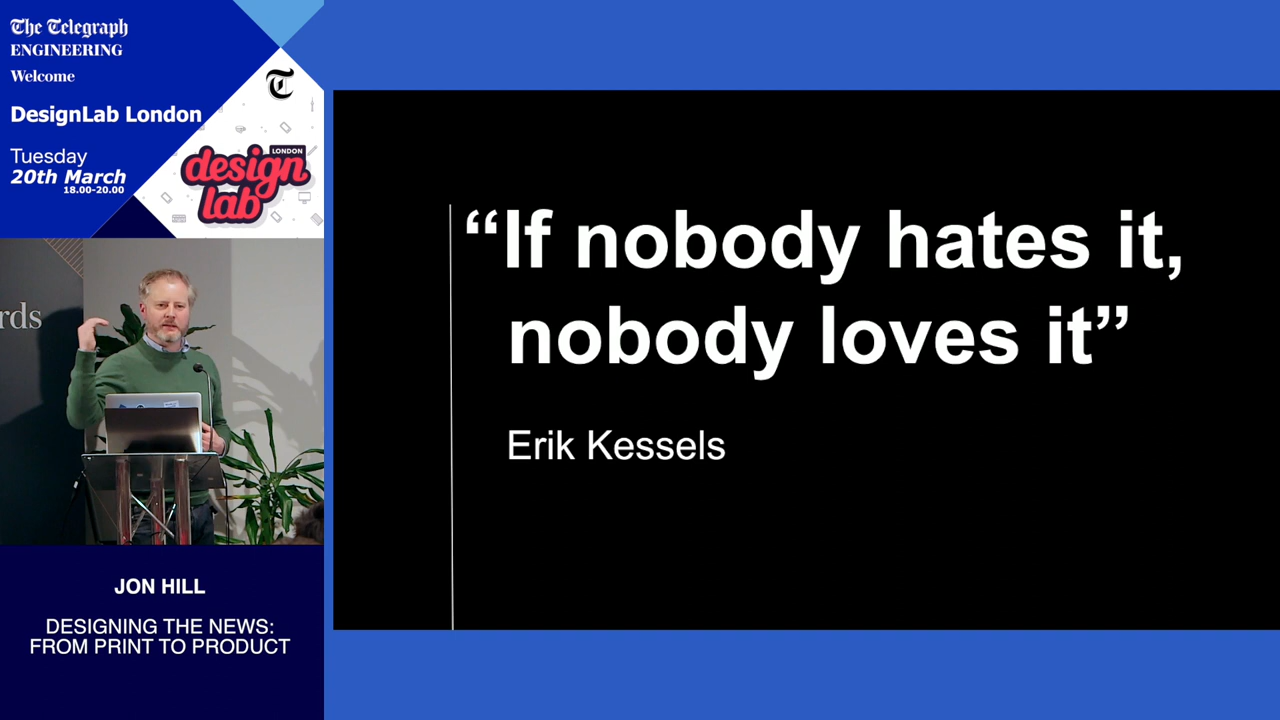 The Telegraph
ENGINEERING
Welcome
DesignLab London
Tuesday
20th March
18.00-20.00
T
LONDON
design
lab
rds
JON HILL
DESIGNING THE NEWS:
FROM PRINT TO PRODUCT
“If nobody hates it,
nobody loves it”
Erik Kessels